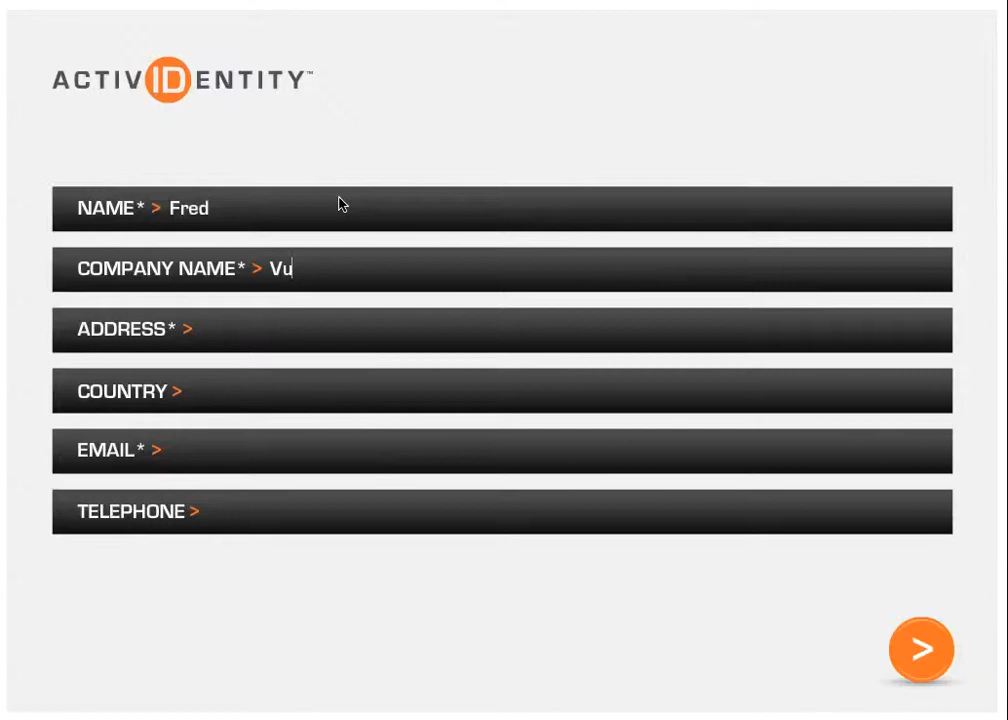 ACTIVIDENTITY™
NAME* > Fred
COMPANY NAME* > Vu
ADDRESS* >
COUNTRY >
EMAIL* >
TELEPHONE >
>